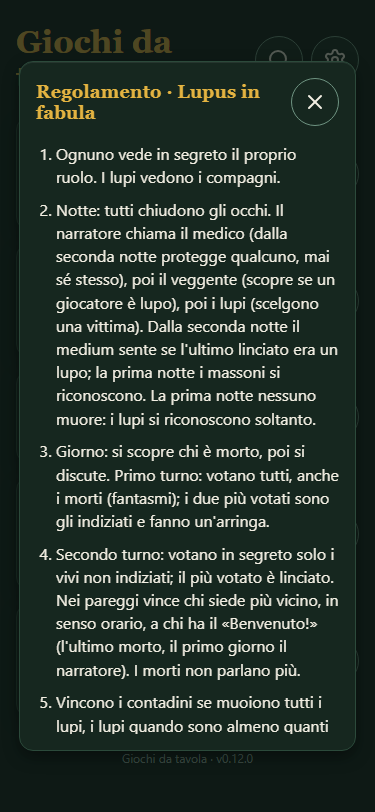 Giochi da
Regolamento · Lupus in
fabula
1. Ognuno vede in segreto il proprio
ruolo. I lupi vedono i compagni.
2. Notte: tutti chiudono gli occhi. Il
narratore chiama il medico (dalla
seconda notte protegge qualcuno, mai
sé stesso), poi il veggente (scopre se un
giocatore è lupo), poi i lupi (scelgono
una vittima). Dalla seconda notte il
medium sente se l'ultimo linciato era un
lupo; la prima notte i massoni si
riconoscono. La prima notte nessuno
muore: i lupi si riconoscono soltanto.
3. Giorno: si scopre chi è morto, poi si
discute. Primo turno: votano tutti, anche
i morti (fantasmi); i due più votati sono
gli indiziati e fanno un'arringa.
4. Secondo turno: votano in segreto solo i
vivi non indiziati; il più votato è linciato.
Nei pareggi vince chi siede più vicino, in
senso orario, a chi ha il «Benvenuto!»
(l'ultimo morto, il primo giorno il
narratore). I morti non parlano più.
5. Vincono i contadini se muoiono tutti i
lupi, i lupi quando sono almeno quanti
Giochi da tavola · v0.12.0